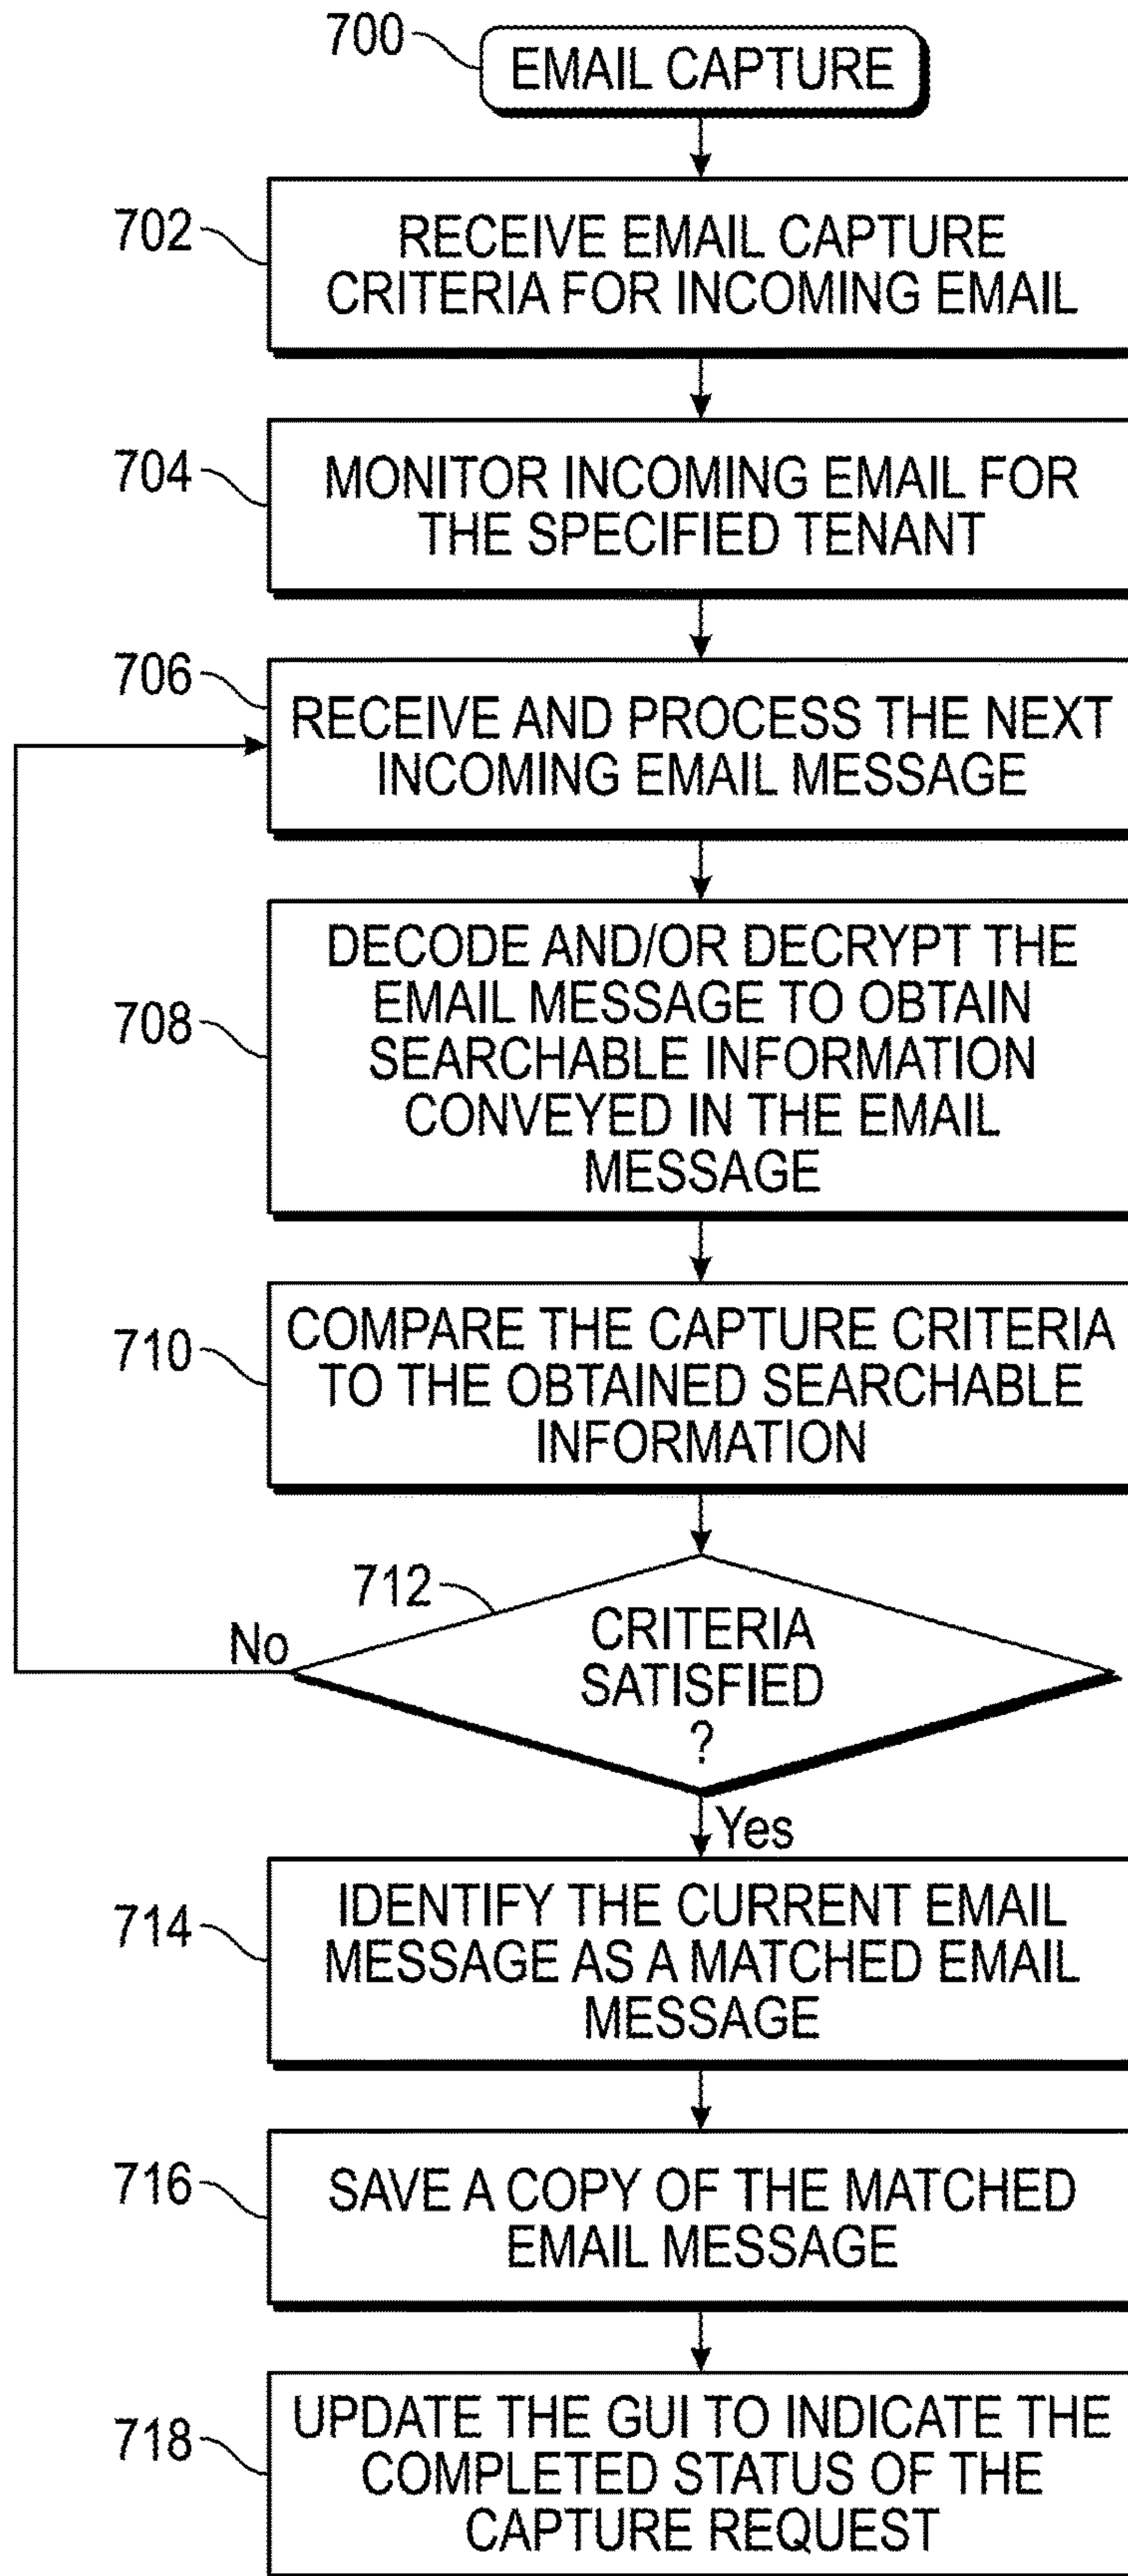 700
EMAIL CAPTURE
702
RECEIVE EMAIL CAPTURE
CRITERIA FOR INCOMING EMAIL
704
MONITOR INCOMING EMAIL FOR
THE SPECIFIED TENANT
706
RECEIVE AND PROCESS THE NEXT
INCOMING EMAIL MESSAGE
708
DECODE AND/OR DECRYPT THE
EMAIL MESSAGE TO OBTAIN
SEARCHABLE INFORMATION
CONVEYED IN THE EMAIL
MESSAGE
710
COMPARE THE CAPTURE CRITERIA
TO THE OBTAINED SEARCHABLE
INFORMATION
712
CRITERIA
SATISFIED
?
No
Yes
714
IDENTIFY THE CURRENT EMAIL
MESSAGE AS A MATCHED EMAIL
MESSAGE
716
SAVE A COPY OF THE MATCHED
EMAIL MESSAGE
718
UPDATE THE GUI TO INDICATE THE
COMPLETED STATUS OF THE
CAPTURE REQUEST